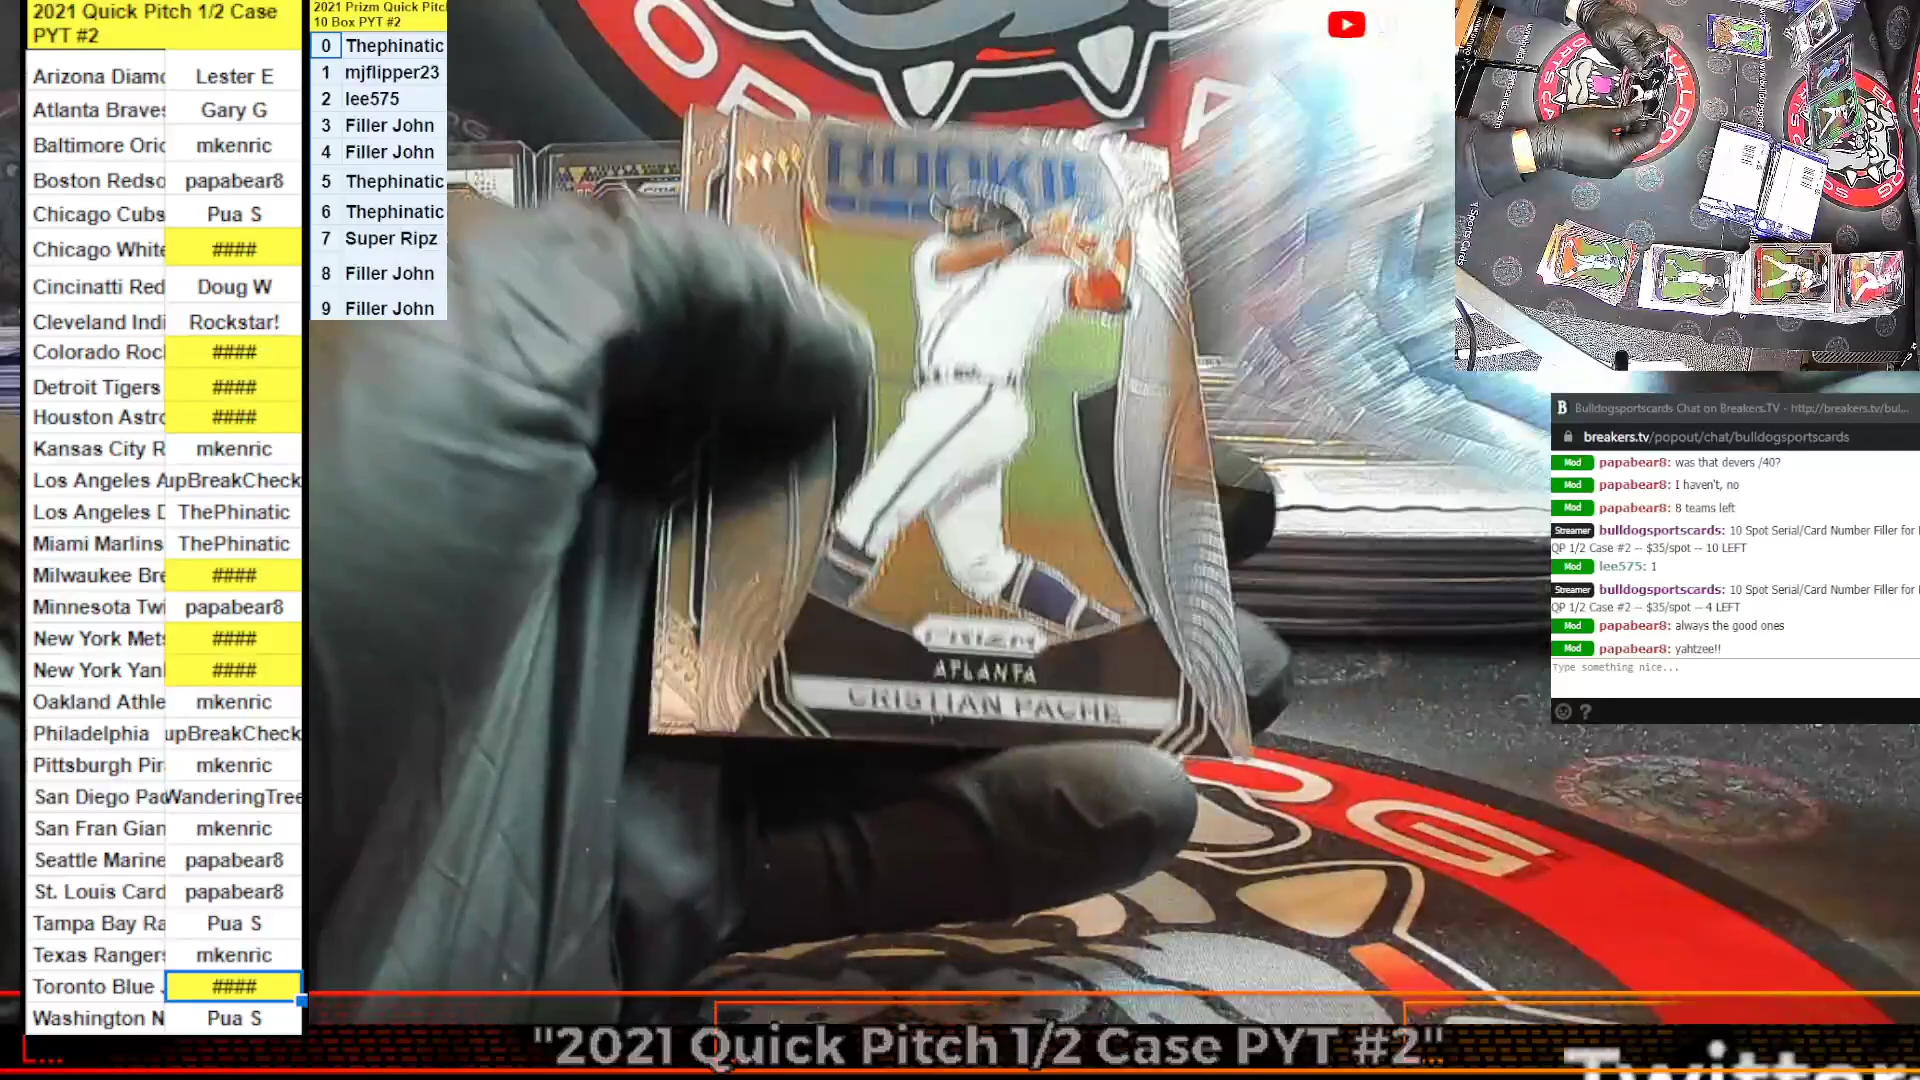 2021 Quick Pitch 1/2 Case
PYT #2
Arizona Diamo Lester E
Atlanta Braves Gary G
Baltimore Oric mkenric
Boston Redso papabear8
Chicago Cubs Pua S
Chicago White ####
Cincinatti Red Doug W
Cleveland Indi Rockstar!
Colorado Roc ####
Detroit Tigers ####
Houston Astro ####
Kansas City R mkenric
Los Angeles A upBreakCheck
Los Angeles D ThePhinatic
Miami Marlins ThePhinatic
Milwaukee Bre ####
Minnesota Twi papabear8
New York Mets ####
New York Yan ####
Oakland Athle mkenric
Philadelphia upBreakCheck
Pittsburgh Pir mkenric
San Diego Pad WanderingTree
San Fran Gian mkenric
Seattle Marine papabear8
St. Louis Card papabear8
Tampa Bay Ra Pua S
Texas Rangers mkenric
Toronto Blue ####
Washington N Pua S
2021 Prizm Quick Pitc
10 Box PYT #2
0 Thephinatic
1 mjflipper23
2 lee575
3 Filler John
4 Filler John
5 Thephinatic
6 Thephinatic
7 Super Ripz
8 Filler John
9 Filler John
ROOKIE
PRIZM
ATLANTA
CRISTIAN PACHE
Bulldogsportscards Chat on Breakers.TV - http://breakers.tv/bul...
breakers.tv/popout/chat/bulldogsportscards
Mod papabear8: was that devers /40?
Mod papabear8: I haven't, no
Mod papabear8: 8 teams left
Streamer bulldogsportscards: 10 Spot Serial/Card Number Filler for
QP 1/2 Case #2 -- $35/spot -- 10 LEFT
Mod lee575: 1
Streamer bulldogsportscards: 10 Spot Serial/Card Number Filler for
QP 1/2 Case #2 -- $35/spot -- 4 LEFT
Mod papabear8: always the good ones
Mod papabear8: yahtzee!!
Type something nice...
"2021 Quick Pitch 1/2 Case PYT #2"
Twitter